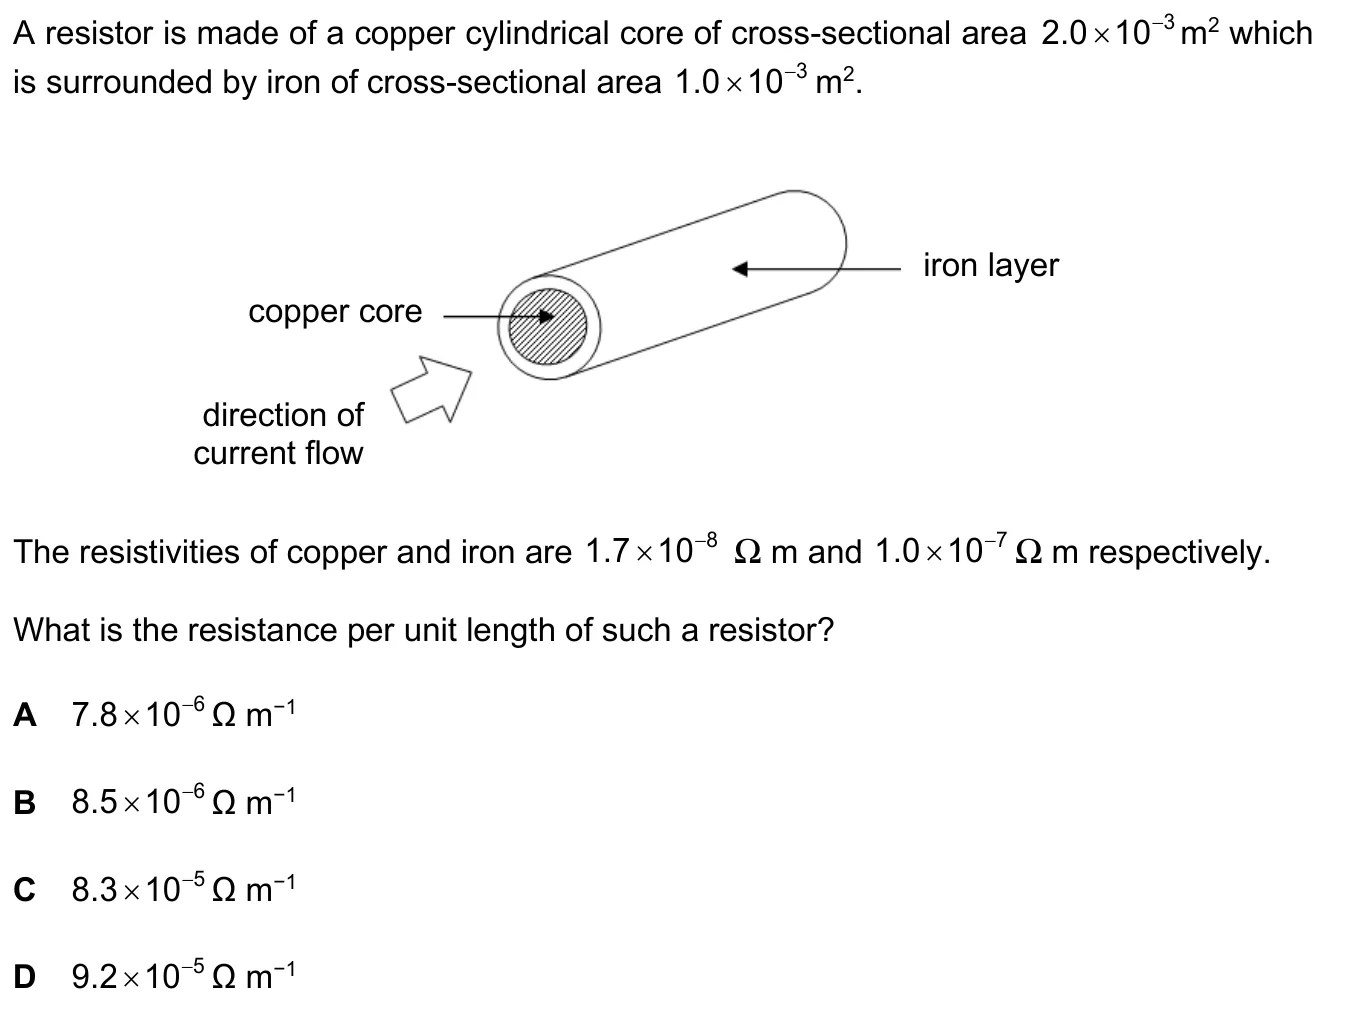 A resistor is made of a copper cylindrical core of cross-sectional area 2.0 × 10⁻³ m² which
is surrounded by iron of cross-sectional area 1.0 × 10⁻³ m².
iron layer
copper core
direction of
current flow
The resistivities of copper and iron are 1.7 × 10⁻⁸ Ω m and 1.0 × 10⁻⁷ Ω m respectively.
What is the resistance per unit length of such a resistor?
A 7.8 × 10⁻⁶ Ω m⁻¹
B 8.5 × 10⁻⁶ Ω m⁻¹
C 8.3 × 10⁻⁵ Ω m⁻¹
D 9.2 × 10⁻⁵ Ω m⁻¹